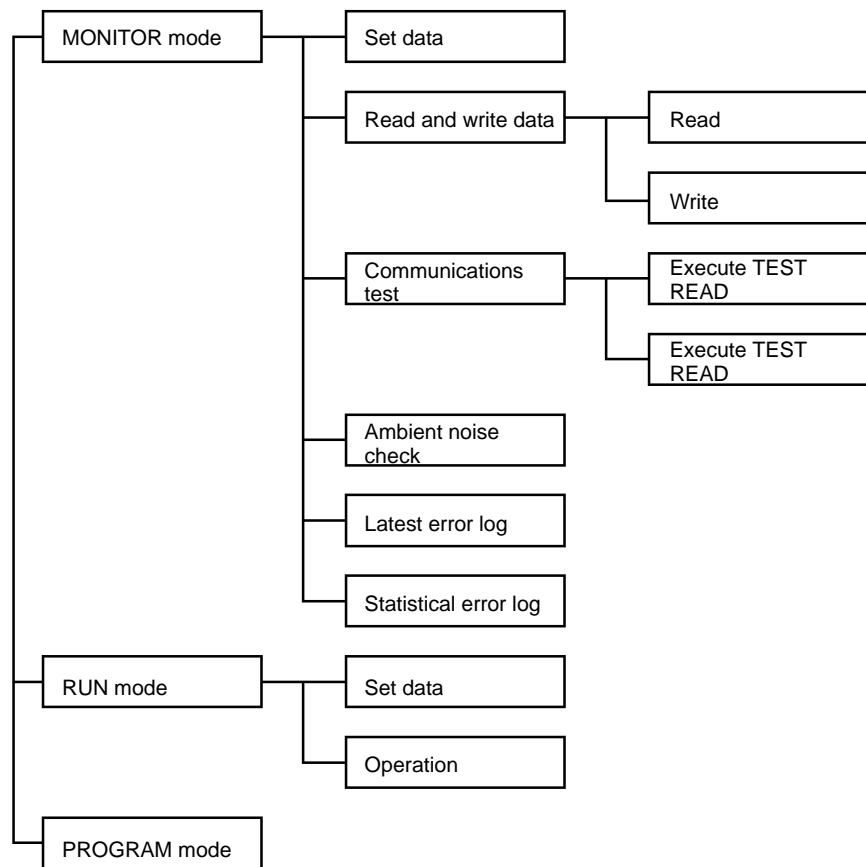 MONITOR mode
Set data
Read and write data
Read
Write
Communications
test
Execute TEST
READ
Execute TEST
READ
Ambient noise
check
Latest error log
Statistical error log
RUN mode
Set data
Operation
PROGRAM mode